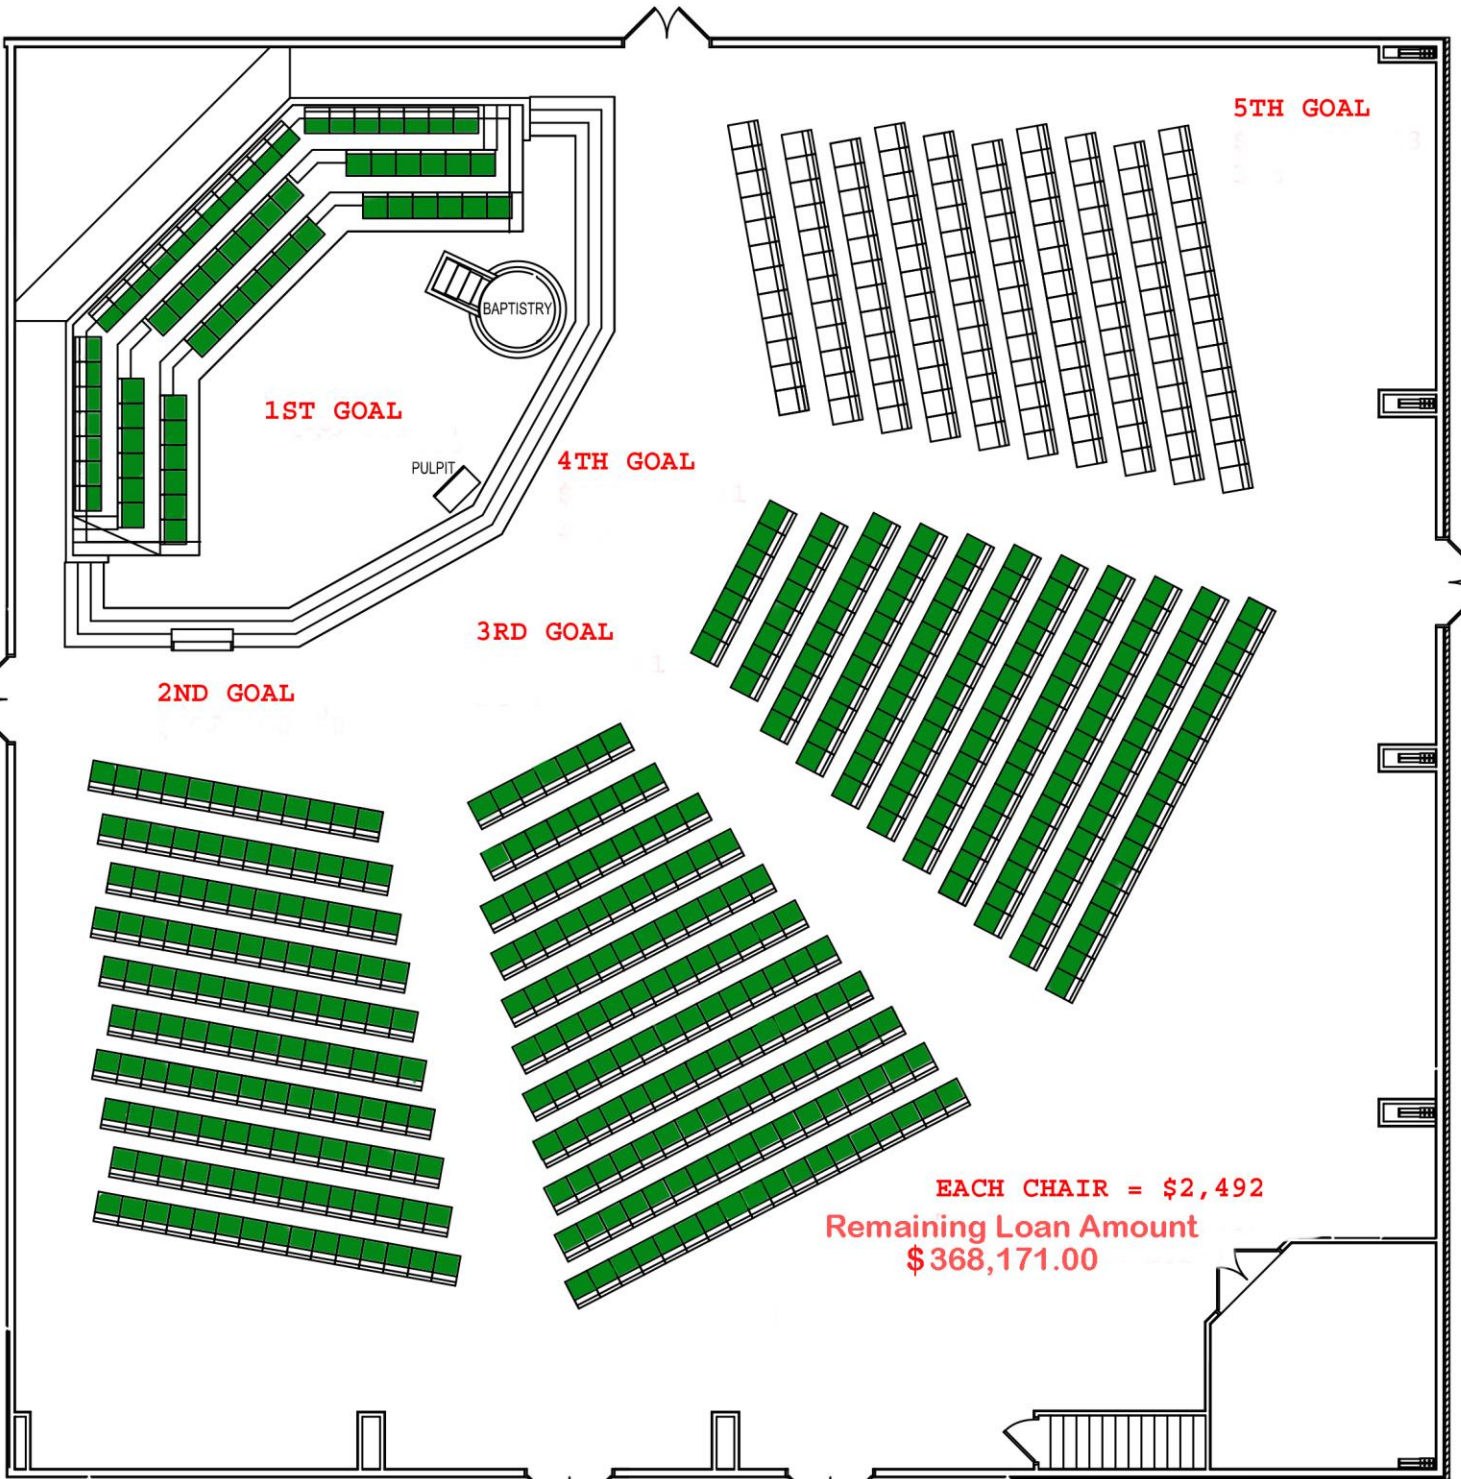 5TH GOAL
BAPTISTRY
1ST GOAL
PULPIT
4TH GOAL
3RD GOAL
2ND GOAL
EACH CHAIR = $2,492
Remaining Loan Amount
$368,171.00